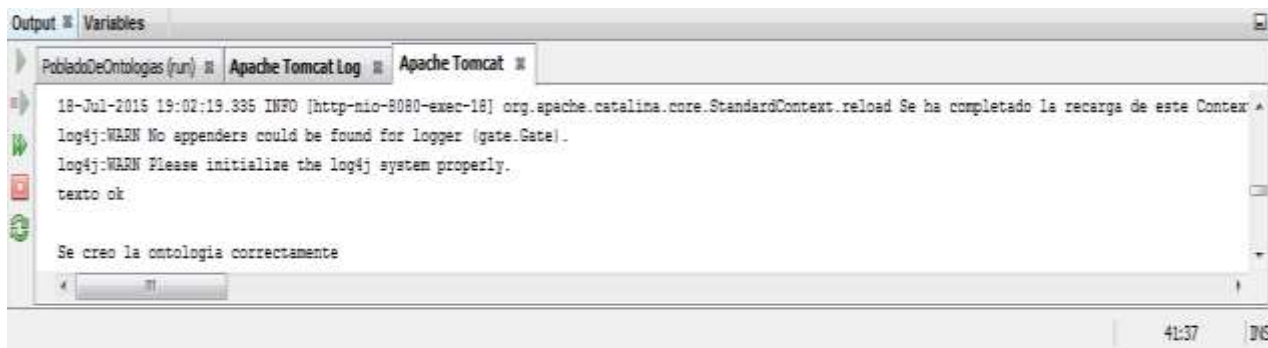 Output Variables
PobladoDeOntologias (run) Apache Tomcat Log Apache Tomcat
18-Jul-2015 19:02:19.335 INFO [http-nio-8080-exec-18] org.apache.catalina.core.StandardContext.reload Se ha completado la recarga de este Contex
log4j:WARN No appenders could be found for logger (gate.Gate).
log4j:WARN Please initialize the log4j system properly.
texto ok
Se creo la ontologia correctamente
41:37 INS